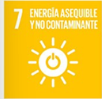 7 ENERGÍA ASEQUIBLE
Y NO CONTAMINANTE